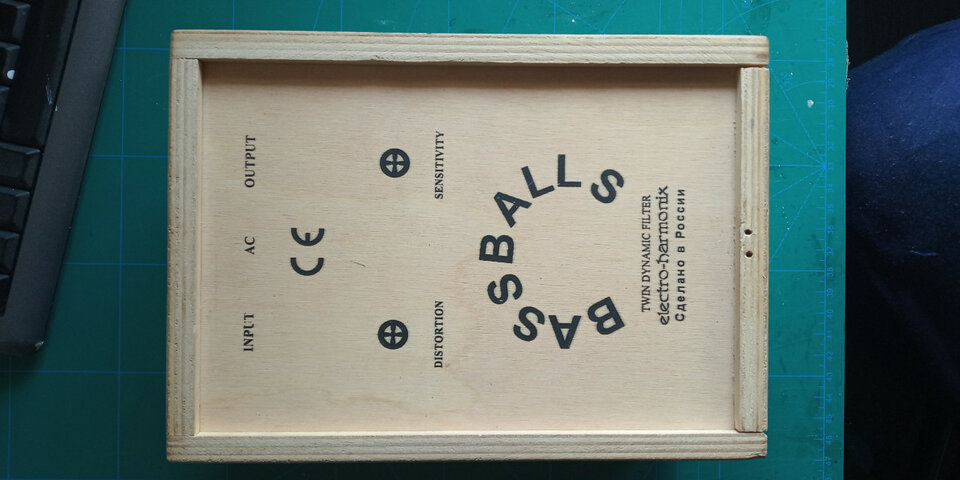 INPUT AC OUTPUT
CE
DISTORTION SENSITIVITY
BASSBALLS
TWIN DYNAMIC FILTER
electro-harmonix
Сделано в России